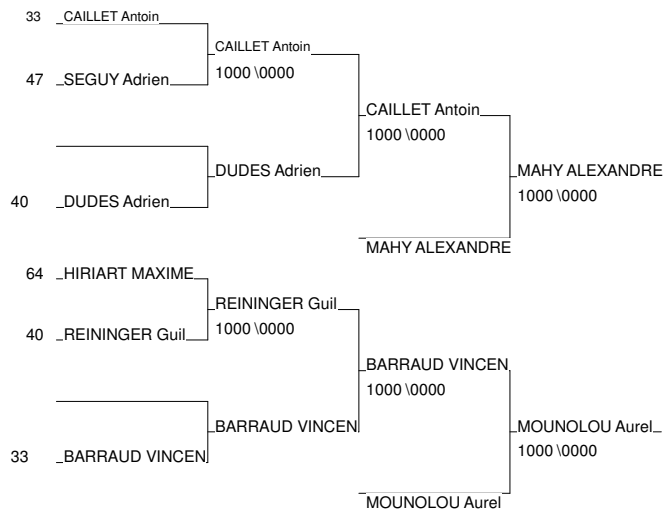 33 CAILLET Antoin
CAILLET Antoin
1000 \0000
47 SEGUY Adrien
CAILLET Antoin
1000 \0000
DUDES Adrien
MAHY ALEXANDRE
1000 \0000
40 DUDES Adrien
MAHY ALEXANDRE
64 HIRIART MAXIME
REININGER Guil
1000 \0000
40 REININGER Guil
BARRAUD VINCEN
1000 \0000
BARRAUD VINCEN
MOUNOLOU Aurel
1000 \0000
33 BARRAUD VINCEN
MOUNOLOU Aurel